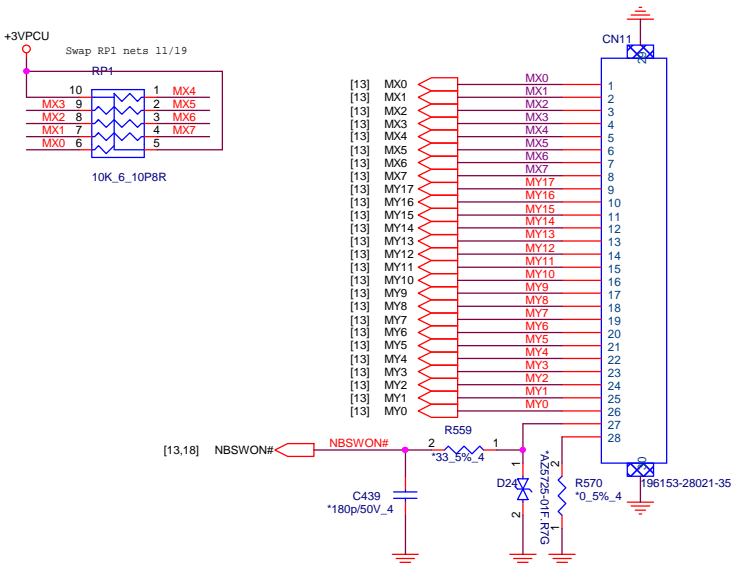 +3VPCU
Swap RP1 nets 11/19
RP1
10 1 MX4
MX3 9 2 MX5
MX2 8 3 MX6
MX1 7 4 MX7
MX0 6 5
10K_6_10P8R
CN11
29
[13] MX0 MX0 1
[13] MX1 MX1 2
[13] MX2 MX2 3
[13] MX3 MX3 4
[13] MX4 MX4 5
[13] MX5 MX5 6
[13] MX6 MX6 7
[13] MX7 MX7 8
[13] MY17 MY17 9
[13] MY16 MY16 10
[13] MY15 MY15 11
[13] MY14 MY14 12
[13] MY13 MY13 13
[13] MY12 MY12 14
[13] MY11 MY11 15
[13] MY10 MY10 16
[13] MY9 MY9 17
[13] MY8 MY8 18
[13] MY7 MY7 19
[13] MY6 MY6 20
[13] MY5 MY5 21
[13] MY4 MY4 22
[13] MY3 MY3 23
[13] MY2 MY2 24
[13] MY1 MY1 25
[13] MY0 MY0 26
27
28
30
196153-28021-35
[13,18] NBSWON# NBSWON#
R559
2 1
*33_5%_4
C439
*180p/50V_4
D24
1
2
*AZ5725-01F.R7G
R570
*0_5%_4
2
1